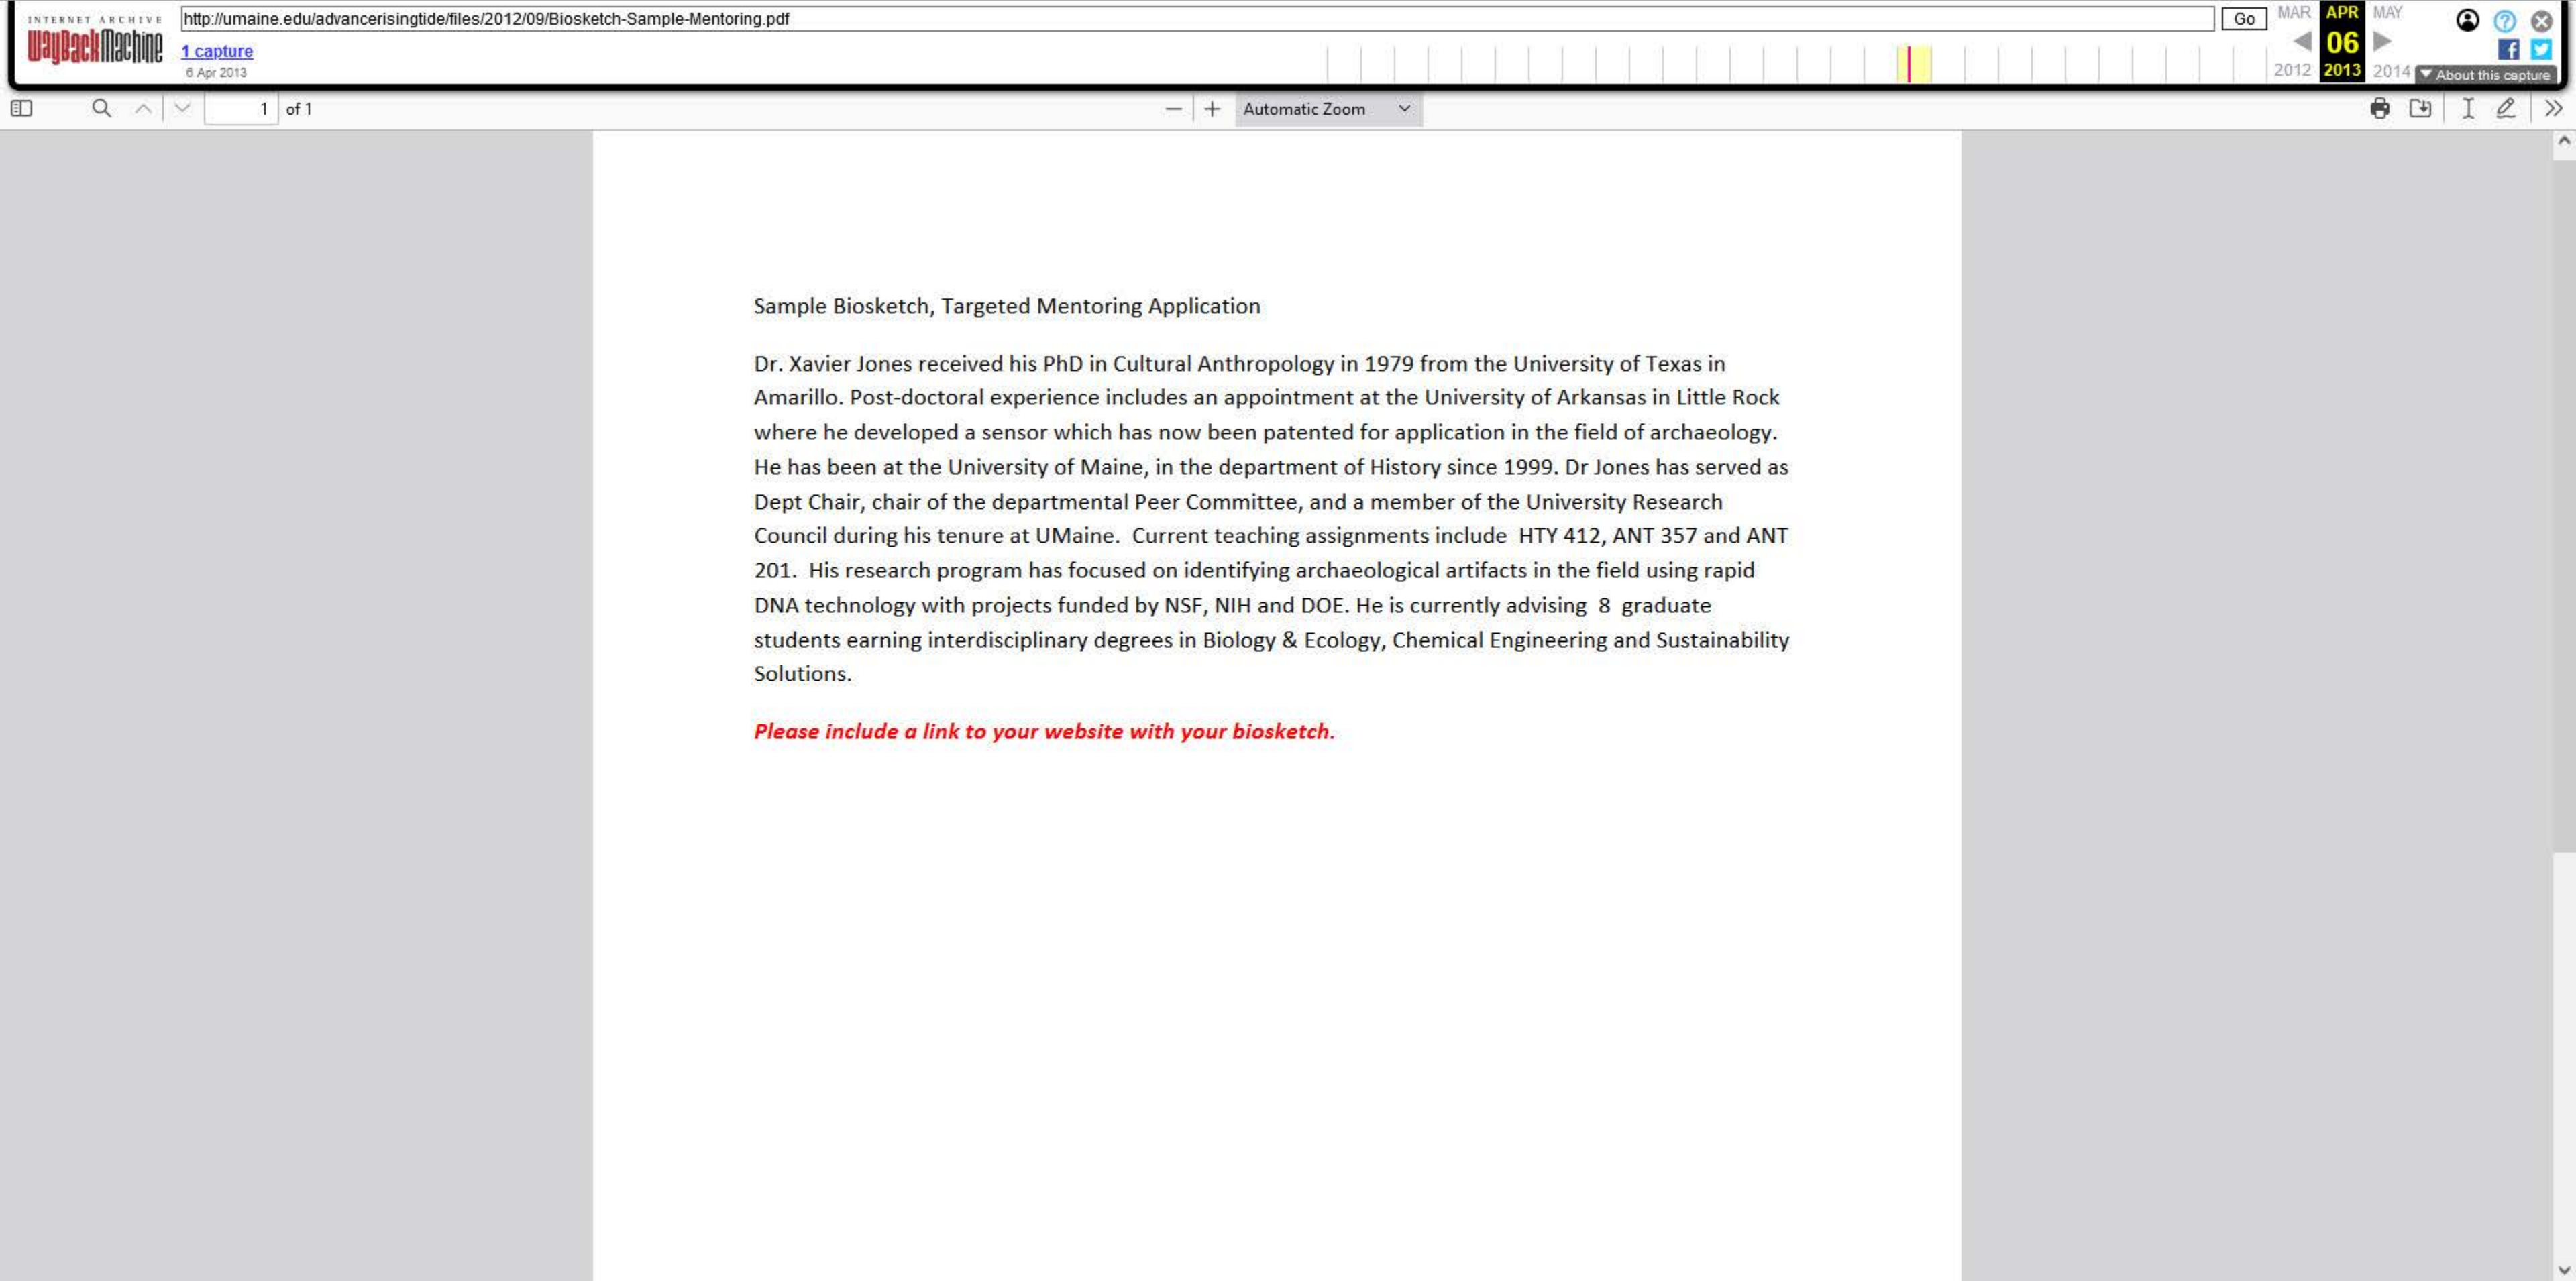 INTERNET ARCHIVE
WayBackMachine
http://umaine.edu/advancerisingtide/files/2012/09/Biosketch-Sample-Mentoring.pdf
Go
MAR APR MAY
1 capture
06
6 Apr 2013
2012 2013 2014
About this capture
1 of 1
Automatic Zoom
Sample Biosketch, Targeted Mentoring Application
Dr. Xavier Jones received his PhD in Cultural Anthropology in 1979 from the University of Texas in
Amarillo. Post-doctoral experience includes an appointment at the University of Arkansas in Little Rock
where he developed a sensor which has now been patented for application in the field of archaeology.
He has been at the University of Maine, in the department of History since 1999. Dr Jones has served as
Dept Chair, chair of the departmental Peer Committee, and a member of the University Research
Council during his tenure at UMaine.  Current teaching assignments include  HTY 412, ANT 357 and ANT
201.  His research program has focused on identifying archaeological artifacts in the field using rapid
DNA technology with projects funded by NSF, NIH and DOE. He is currently advising  8  graduate
students earning interdisciplinary degrees in Biology & Ecology, Chemical Engineering and Sustainability
Solutions.
Please include a link to your website with your biosketch.